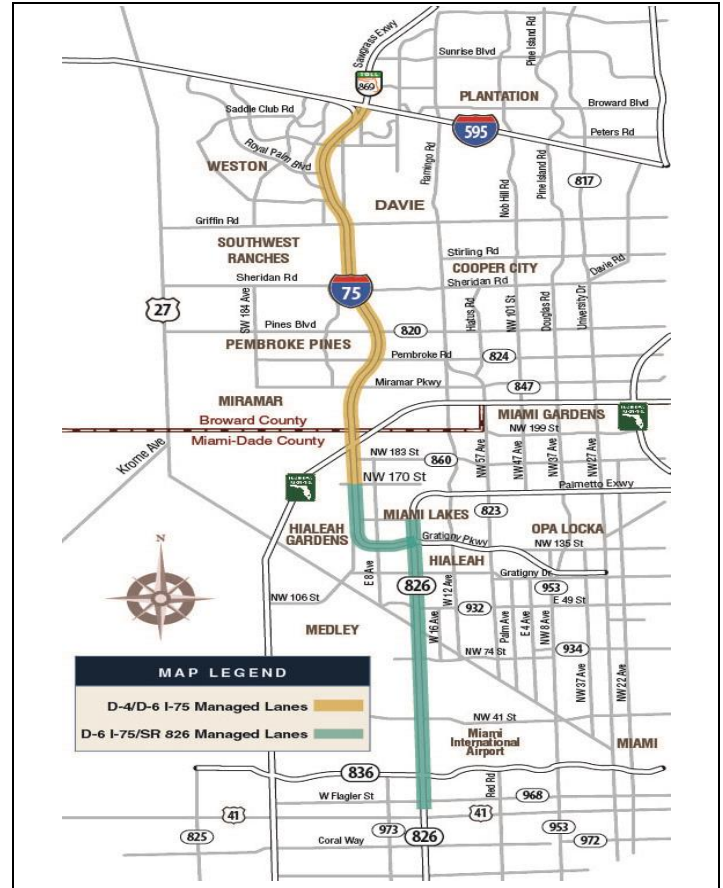 Sawgrass Expwy
TOLL
869
Sunrise Blvd
Pine Island Rd
PLANTATION
Saddle Club Rd
Broward Blvd
595
Peters Rd
Royal Palm Blvd
WESTON
Flamingo Rd
Nob Hill Rd
Pine Island Rd
817
DAVIE
Griffin Rd
SOUTHWEST
RANCHES
Stirling Rd
COOPER CITY
Davie Rd
Sheridan Rd
Sheridan Rd
75
27
SW 184 Ave
Hiatus Rd
NW 101 St
Douglas Rd
University Dr
Pines Blvd
820
PEMBROKE PINES
Pembroke Rd
824
Miramar Pkwy
847
MIRAMAR
Broward County
MIAMI GARDENS
NW 199 St
Miami-Dade County
Krome Ave
NW 183 St
860
NW 57 Ave
NW 47 Ave
NW 37 Ave
NW 27 Ave
NW 170 St
Palmetto Expwy
MIAMI LAKES
823
HIALEAH
GARDENS
OPA LOCKA
Gratigny Pkwy
NW 135 St
N
HIALEAH
E 8 Ave
Gratigny Dr
826
953
NW 106 St
W 12 Ave
932
E 49 St
W 16 Ave
Palm Ave
E 4 Ave
NW 8 Ave
MEDLEY
NW 74 St
934
MAP LEGEND
D-4/D-6 I-75 Managed Lanes
D-6 I-75/SR 826 Managed Lanes
NW 37 Ave
NW 22 Ave
NW 41 St
Miami
International
Airport
MIAMI
836
Red Rd
W Flagler St
968
41
41
825
973
826
953
Coral Way
972